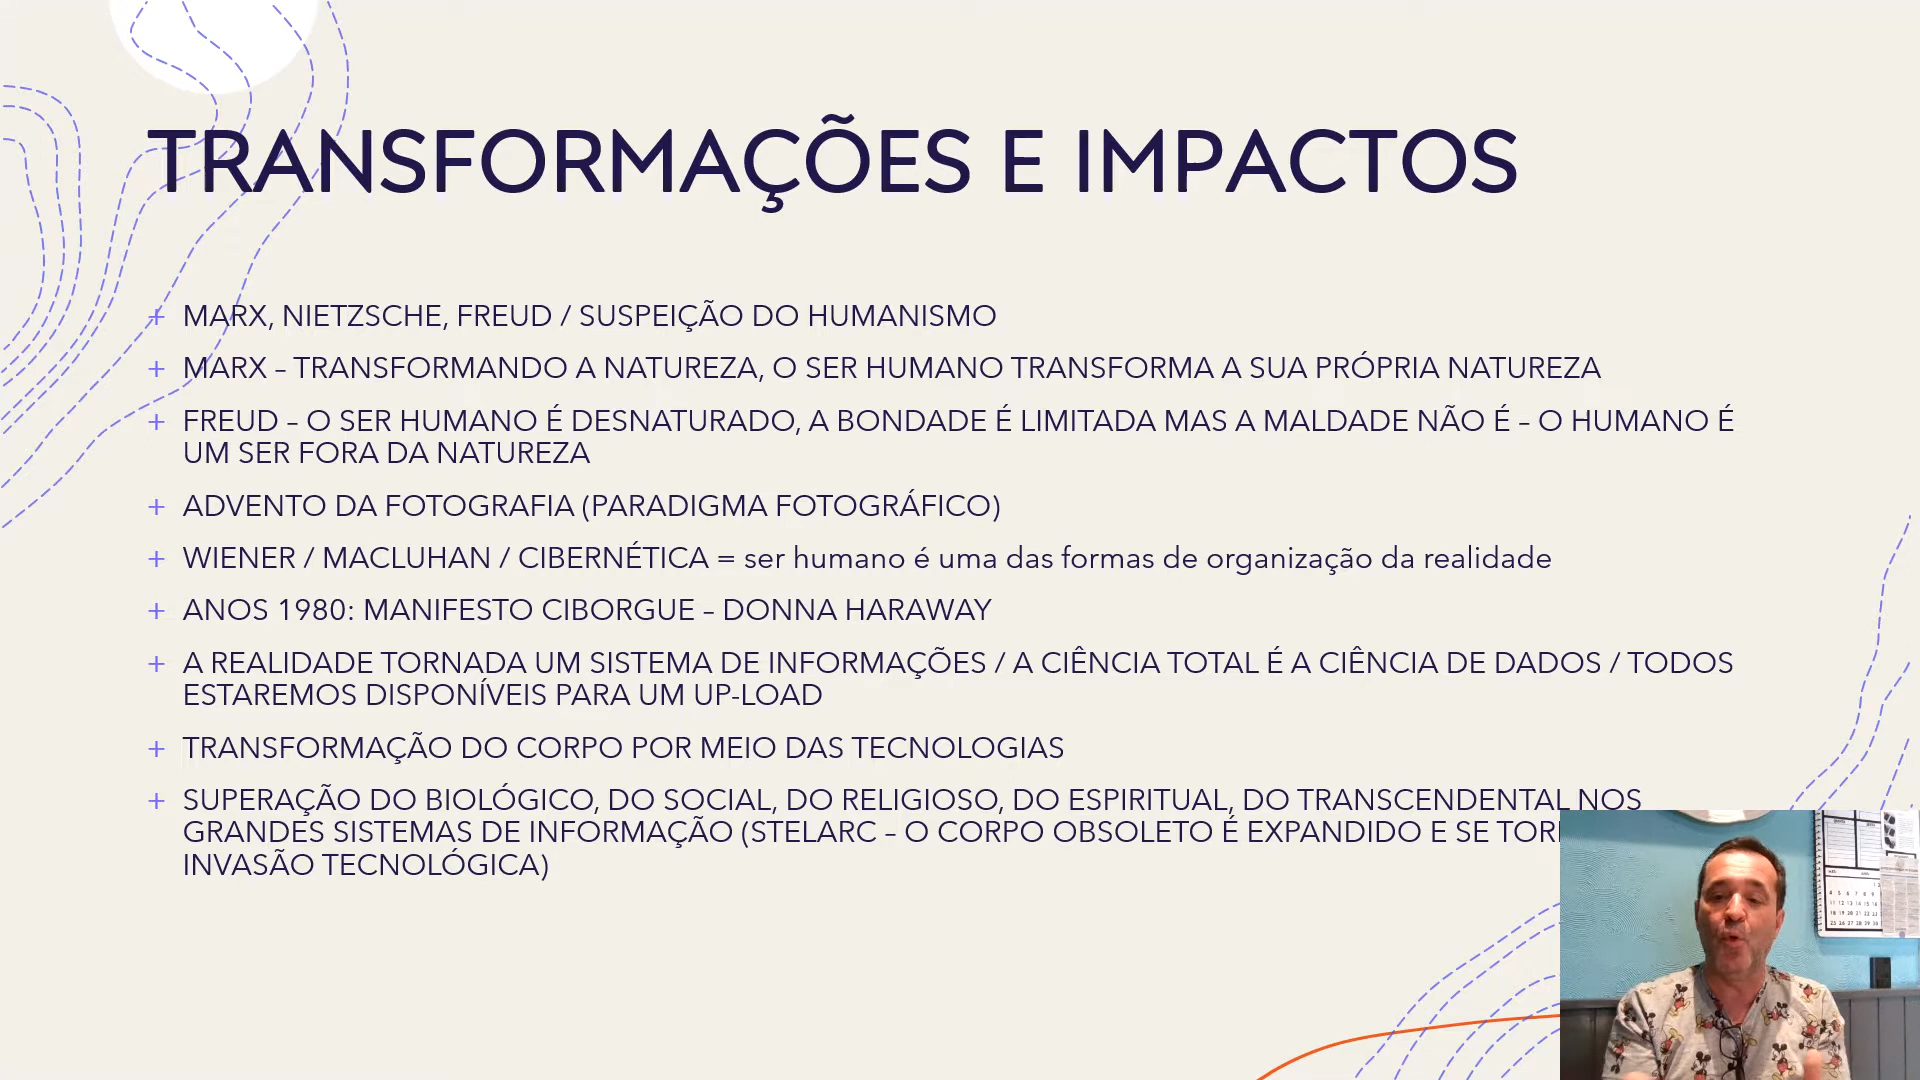 TRANSFORMAÇÕES E IMPACTOS
+ MARX, NIETZSCHE, FREUD / SUSPEIÇÃO DO HUMANISMO
+ MARX – TRANSFORMANDO A NATUREZA, O SER HUMANO TRANSFORMA A SUA PRÓPRIA NATUREZA
+ FREUD – O SER HUMANO É DESNATURADO, A BONDADE É LIMITADA MAS A MALDADE NÃO É – O HUMANO É
UM SER FORA DA NATUREZA
+ ADVENTO DA FOTOGRAFIA (PARADIGMA FOTOGRÁFICO)
+ WIENER / MACLUHAN / CIBERNÉTICA = ser humano é uma das formas de organização da realidade
+ ANOS 1980: MANIFESTO CIBORGUE – DONNA HARAWAY
+ A REALIDADE TORNADA UM SISTEMA DE INFORMAÇÕES / A CIÊNCIA TOTAL É A CIÊNCIA DE DADOS / TODOS
ESTAREMOS DISPONÍVEIS PARA UM UP-LOAD
+ TRANSFORMAÇÃO DO CORPO POR MEIO DAS TECNOLOGIAS
+ SUPERAÇÃO DO BIOLÓGICO, DO SOCIAL, DO RELIGIOSO, DO ESPIRITUAL, DO TRANSCENDENTAL NOS
GRANDES SISTEMAS DE INFORMAÇÃO (STELARC – O CORPO OBSOLETO É EXPANDIDO E SE
INVASÃO TECNOLÓGICA)